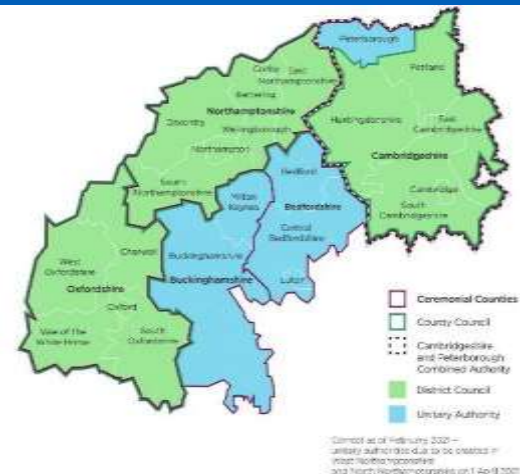 Peterborough
Fenland
Corby
East
Northamptonshire
Kettering
Northamptonshire
Huntingdonshire
East
Cambridgeshire
Daventry
Wellingborough
Cambridgeshire
Northampton
Bedford
Cambridge
South
Northamptonshire
Milton
Keynes
Bedfordshire
South
Cambridgeshire
Central
Bedfordshire
Cherwell
Buckinghamshire
West
Oxfordshire
Buckinghamshire
Luton
Oxfordshire
Oxford
Vale of the
White Horse
South
Oxfordshire
Ceremonial Counties
County Council
Cambridgeshire
and Peterborough
Combined Authority
District Council
Unitary Authority
Correct as of February 2021 –
unitary authorities due to be created in
West Northamptonshire
and North Northamptonshire on 1 April 2021